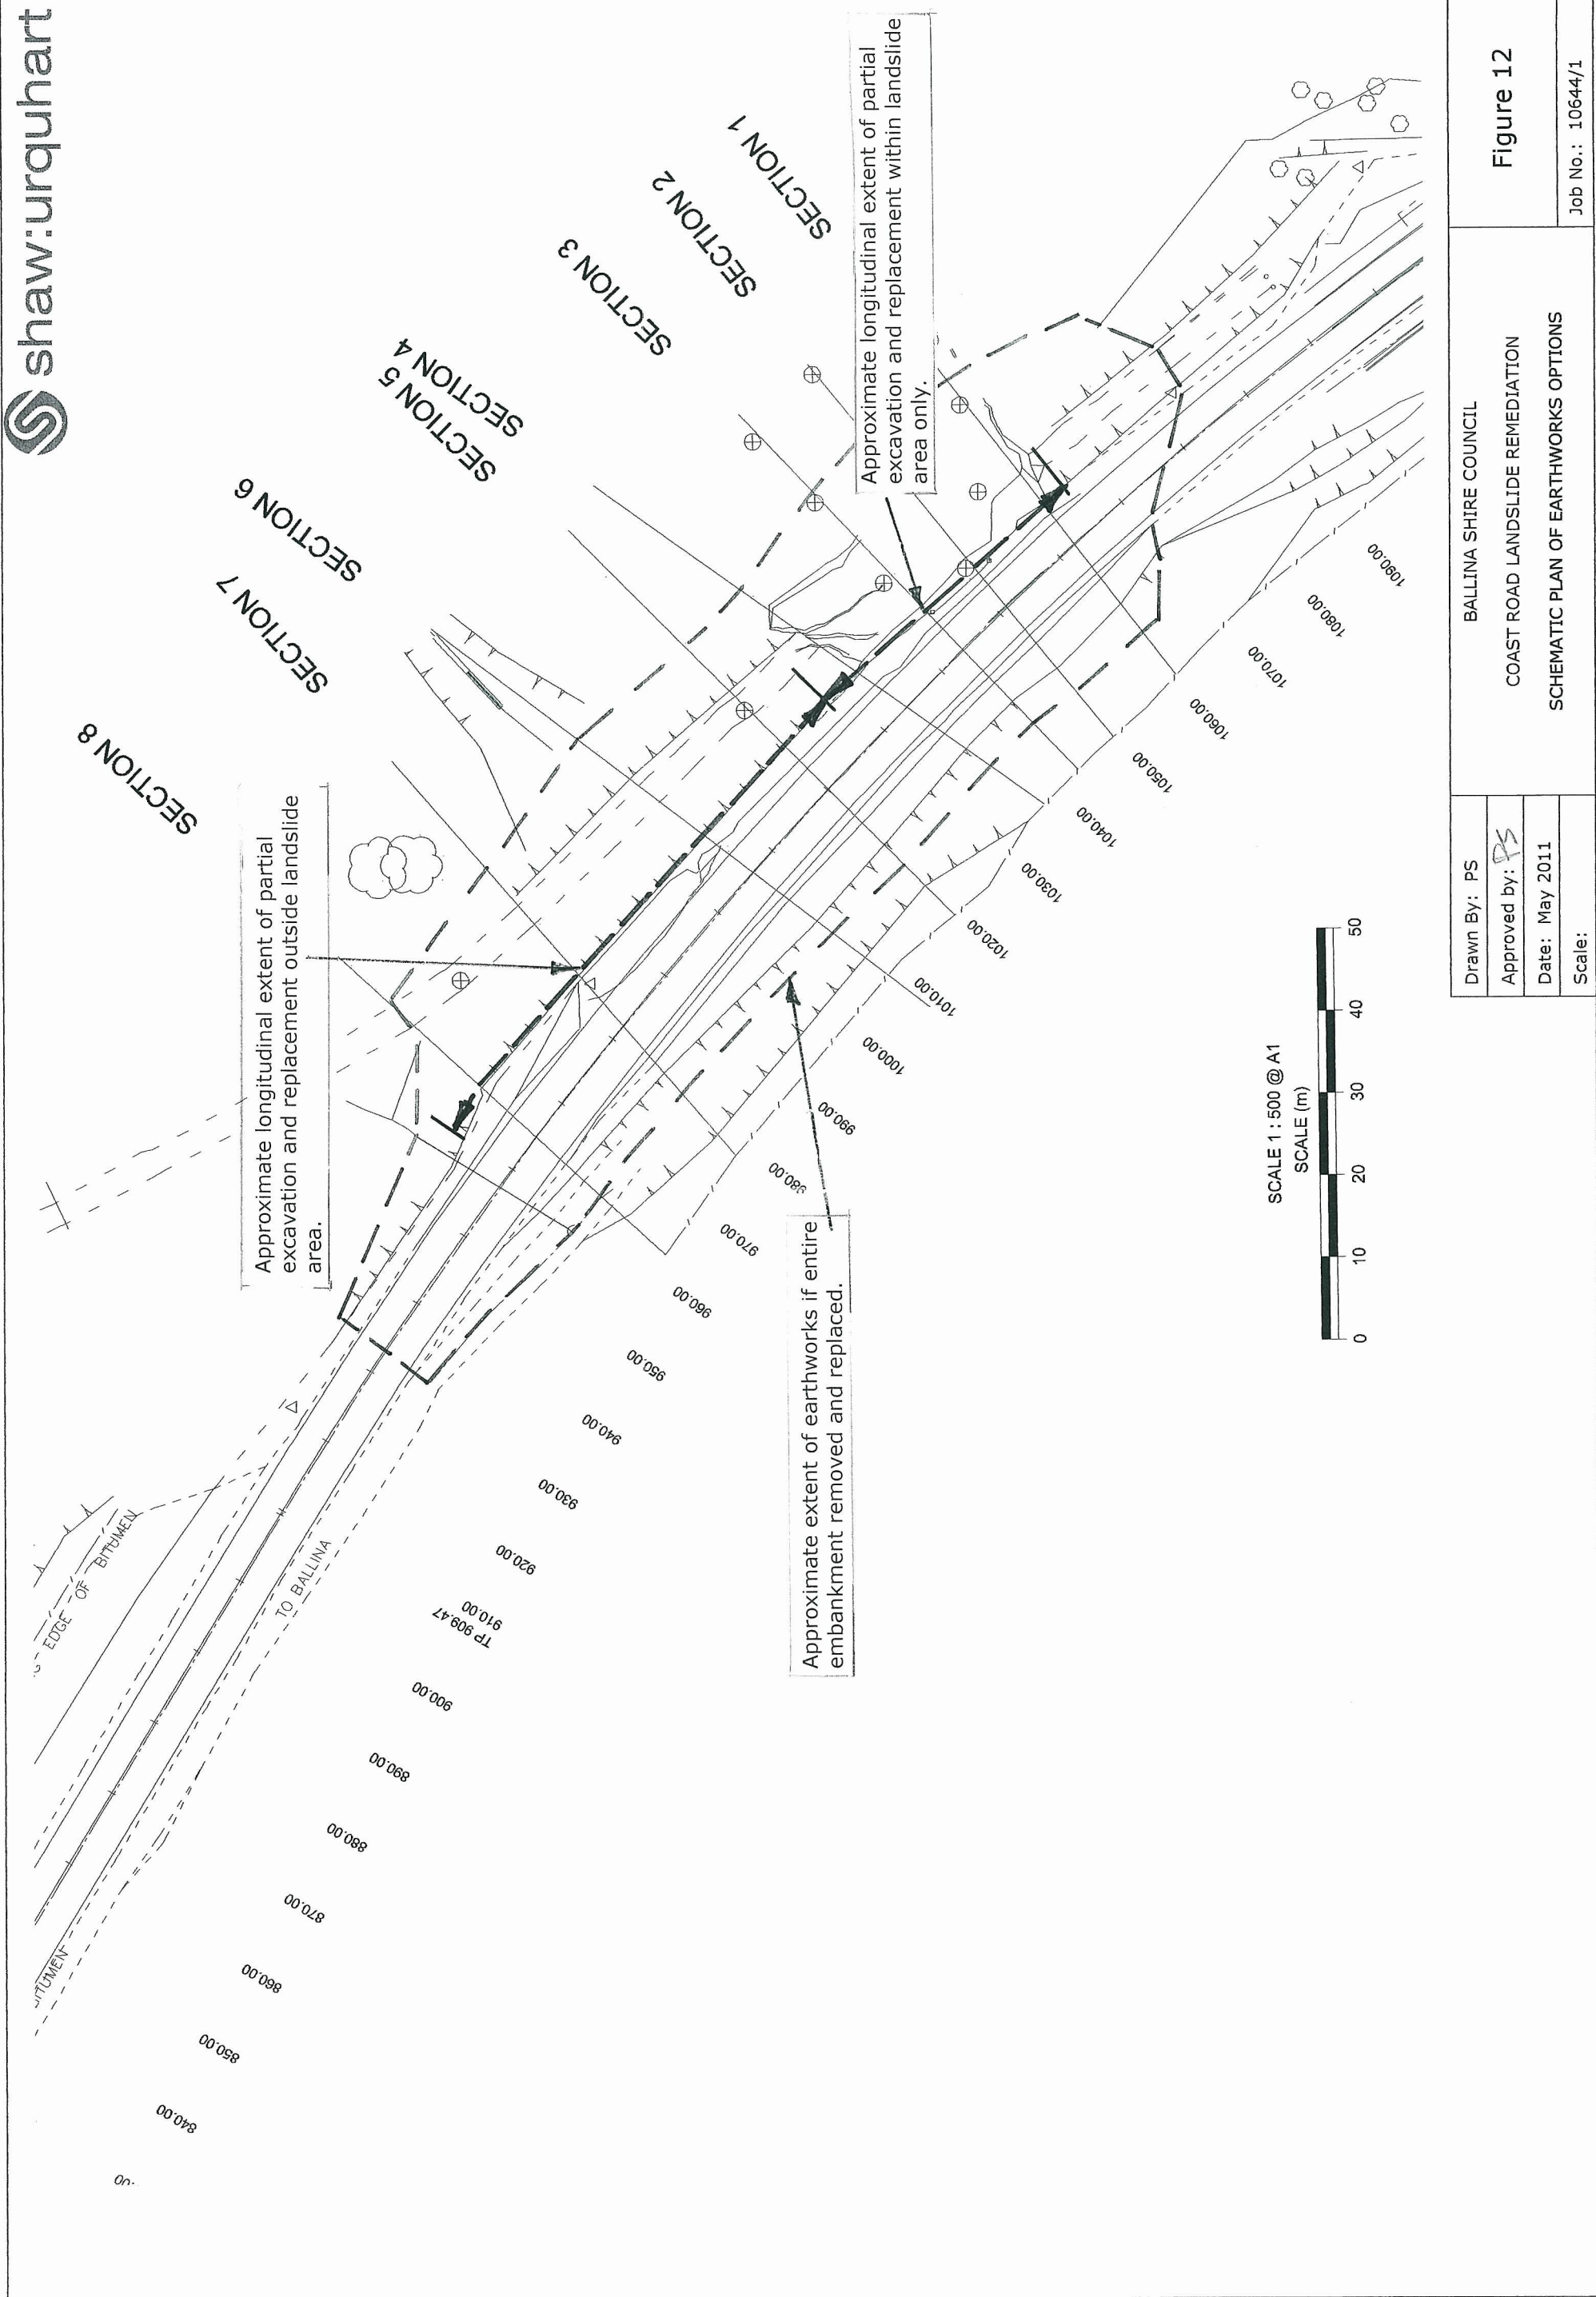 shaw:urquhart
SECTION 8
SECTION 7
SECTION 6
SECTION 5
SECTION 4
SECTION 3
SECTION 2
SECTION 1
Approximate longitudinal extent of partial
excavation and replacement outside landslide
area.
Approximate longitudinal extent of partial
excavation and replacement within landslide
area only.
EDGE OF BITUMEN
TO BALLINA
Approximate extent of earthworks if entire
embankment removed and replaced.
840.00
850.00
860.00
870.00
880.00
890.00
900.00
TP 909.47
910.00
920.00
930.00
940.00
950.00
960.00
970.00
980.00
990.00
1000.00
1010.00
1020.00
1030.00
1040.00
1050.00
1060.00
1070.00
1080.00
1090.00
SCALE 1 : 500 @ A1
SCALE (m)
0 10 20 30 40 50
Drawn By: PS
Approved by: PS
Date: May 2011
Scale:
BALLINA SHIRE COUNCIL
COAST ROAD LANDSLIDE REMEDIATION
SCHEMATIC PLAN OF EARTHWORKS OPTIONS
Figure 12
Job No.: 10644/1